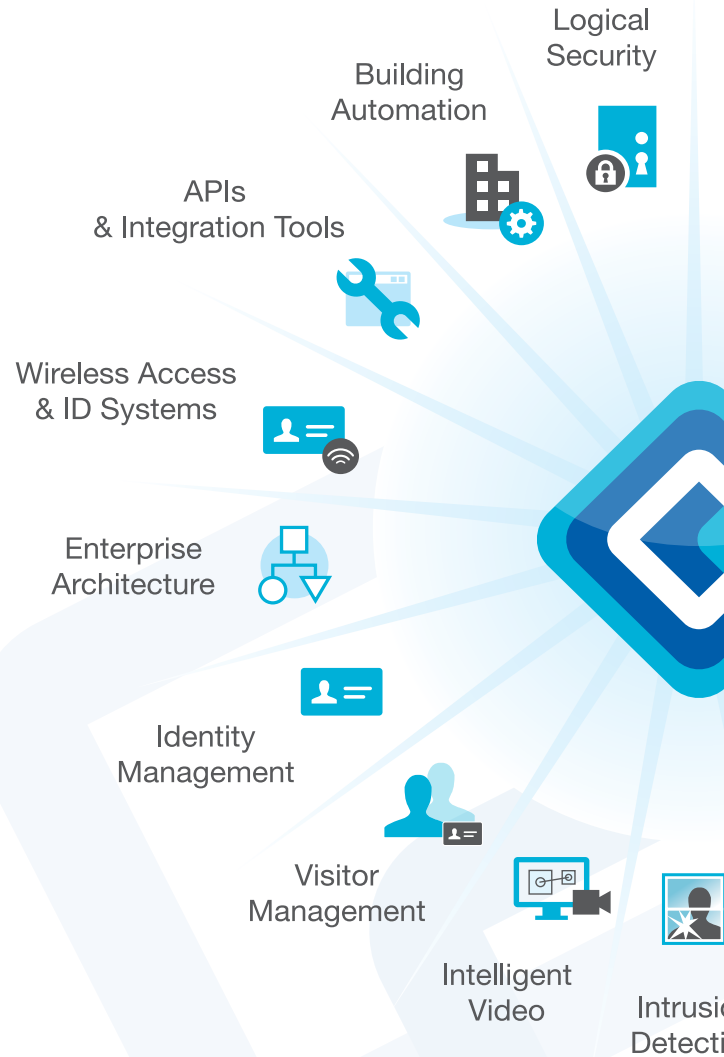 Logical
Security
Building
Automation
APIs
& Integration Tools
Wireless Access
& ID Systems
Enterprise
Architecture
Identity
Management
Visitor
Management
Intelligent
Video